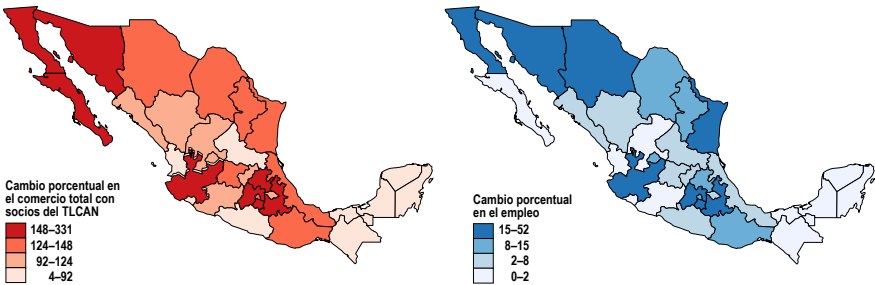 Cambio porcentual en
el comercio total con
socios del TLCAN
148–331
124–148
92–124
4–92
Cambio porcentual
en el empleo
15–52
8–15
2–8
0–2